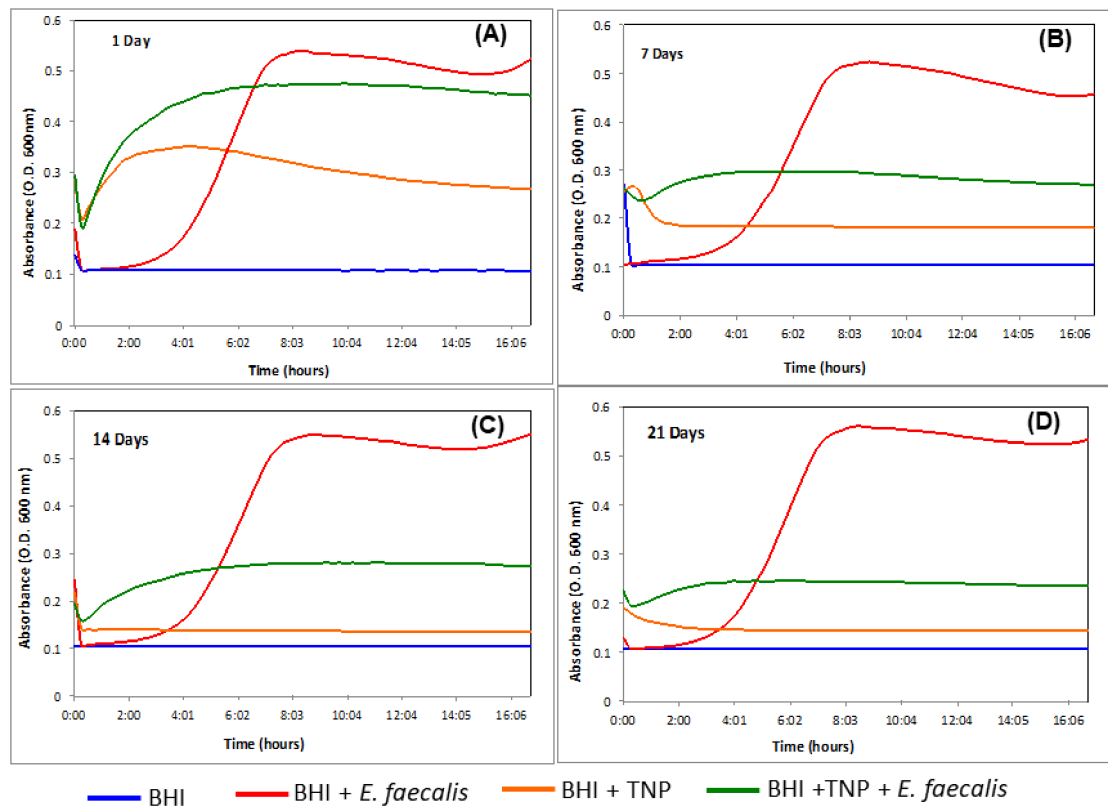 1 Day
(A)
Absorbance (O.D. 600nm)
0.6
0.5
0.4
0.3
0.2
0.1
0
0:00 2:00 4:01 6:02 8:03 10:04 14:05 16:06
Time (hours)
7 Days
(B)
Absorbance (O.D. 600 nm)
0.6
0.5
0.4
0.3
0.2
0.1
0
0:00 2:00 4:01 6:02 8:03 10:04 12:04 14:05 16:06
Time (hours)
14 Days
(C)
Absorbance (O.D. 600 nm)
0.6
0.5
0.4
0.3
0.2
0.1
0
0:00 2:00 4:01 6:02 8:03 10:04 14:05 16:06
Time (hours)
21 Days
(D)
Absorbance (O.D. 600 nm)
0.6
0.5
0.4
0.3
0.2
0.1
0
0:00 2:00 4:01 6:02 8:03 10:04 12:04 14:05 16:06
Time (hours)
BHI BHI + E. faecalis BHI + TNP BHI +TNP + E. faecalis